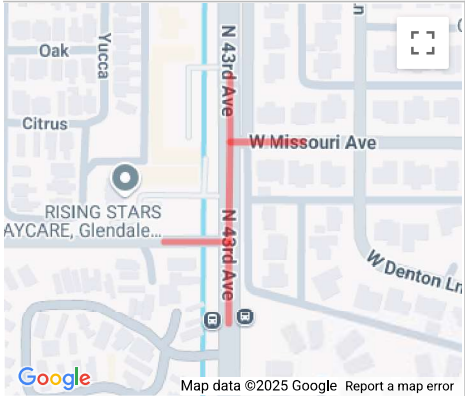 N 43rd Ave
Oak
Yucca
Citrus
W Missouri Ave
RISING STARS
AYCARE, Glendale...
N 43rd Ave
W Denton Ln
Google
Map data ©2025 Google
Report a map error